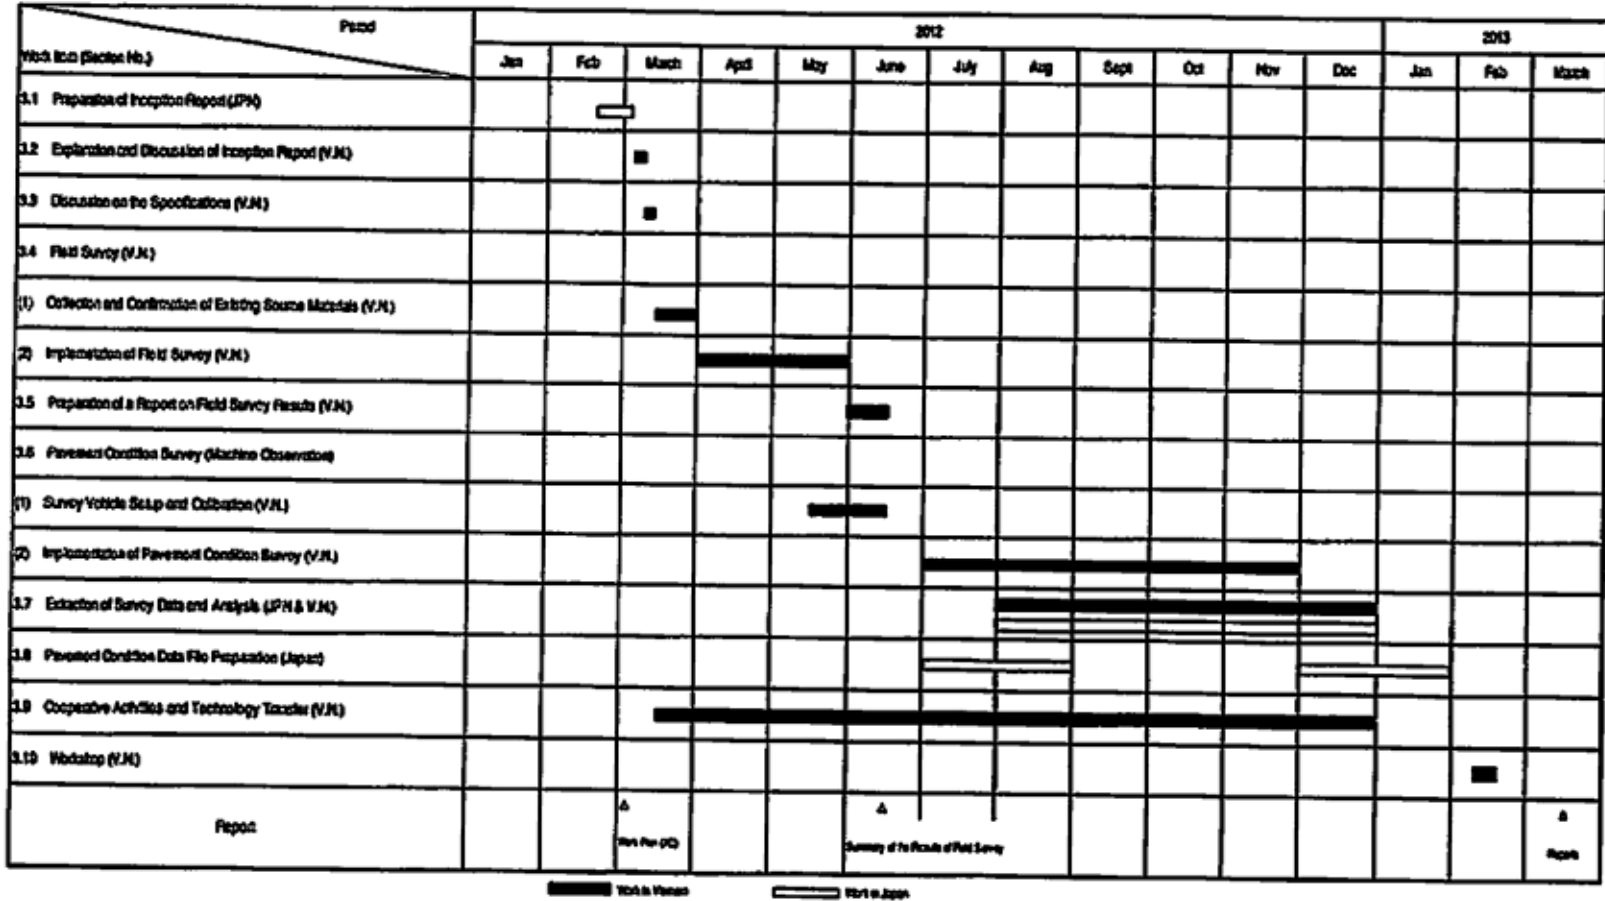 Period
2012
2013
Work Item (Section No.)
Jan Feb March April May June July Aug Sept Oct Nov Dec Jan Feb March
3.1 Preparation of Inception Report (JPN)
3.2 Explanation and Discussion of Inception Report (V.N.)
3.3 Discussion on the Specifications (V.N.)
3.4 Field Survey (V.N.)
(1) Collection and Confirmation of Existing Source Materials (V.N.)
(2) Implementation of Field Survey (V.N.)
3.5 Preparation of a Report on Field Survey Results (V.N.)
3.6 Pavement Condition Survey (Machine Observation)
(1) Survey Vehicle Setup and Calibration (V.N.)
(2) Implementation of Pavement Condition Survey (V.N.)
3.7 Extraction of Survey Data and Analysis (JPN & V.N.)
3.8 Pavement Condition Data File Preparation (Japan)
3.9 Cooperative Activities and Technology Transfer (V.N.)
3.10 Workshop (V.N.)
Report
Work Plan
Summary of the Results of Field Survey
Reports
Work in Vietnam
Work in Japan